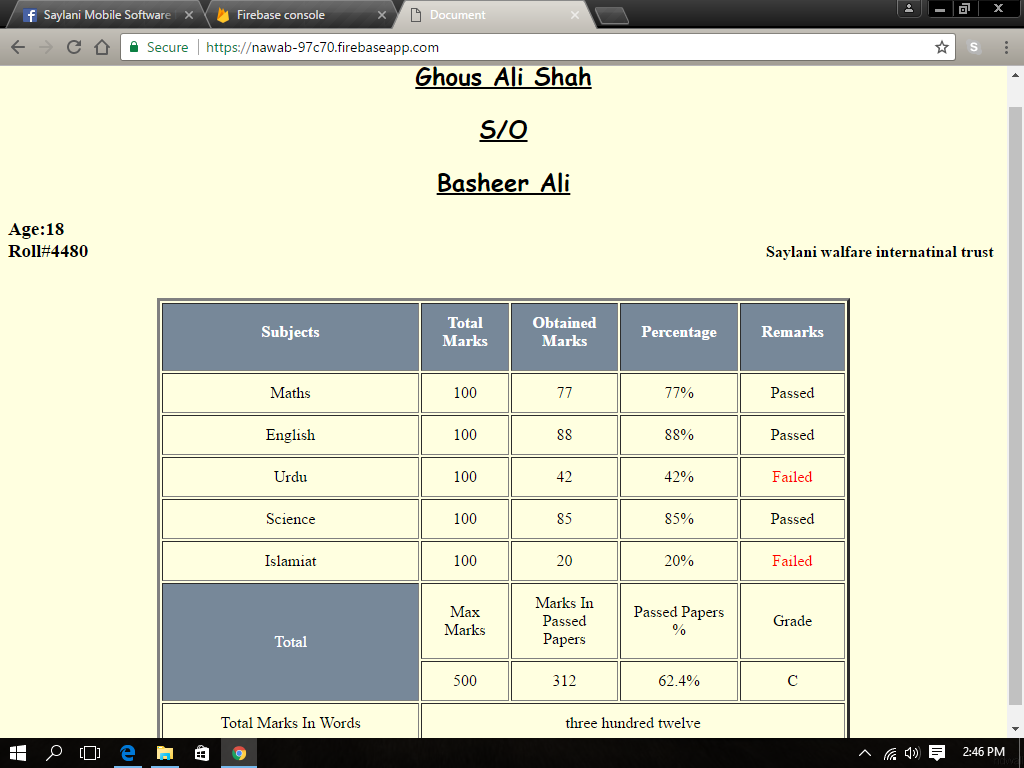 Saylani Mobile Software
Firebase console
Document
Secure
https://nawab-97c70.firebaseapp.com
S
Ghous Ali Shah
S/O
Basheer Ali
Age:18
Roll#4480
Saylani walfare internatinal trust
Subjects
Total
Marks
Obtained
Marks
Percentage
Remarks
Maths
100
77
77%
Passed
English
100
88
88%
Passed
Urdu
100
42
42%
Failed
Science
100
85
85%
Passed
Islamiat
100
20
20%
Failed
Total
Max
Marks
Marks In
Passed
Papers
Passed Papers
%
Grade
500
312
62.4%
C
Total Marks In Words
three hundred twelve
2:46 PM